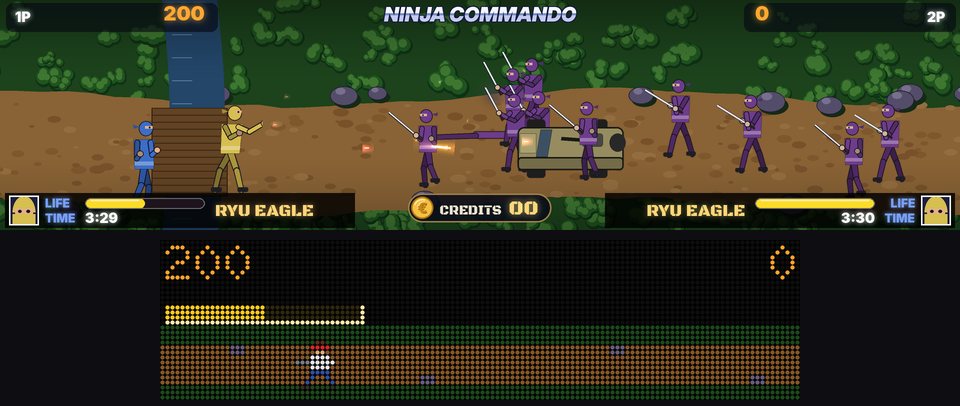 1P
200
NINJA COMMANDO
0
2P
LIFE
TIME 3:29
RYU EAGLE
€ CREDITS 00
RYU EAGLE
LIFE
3:30 TIME
200
0